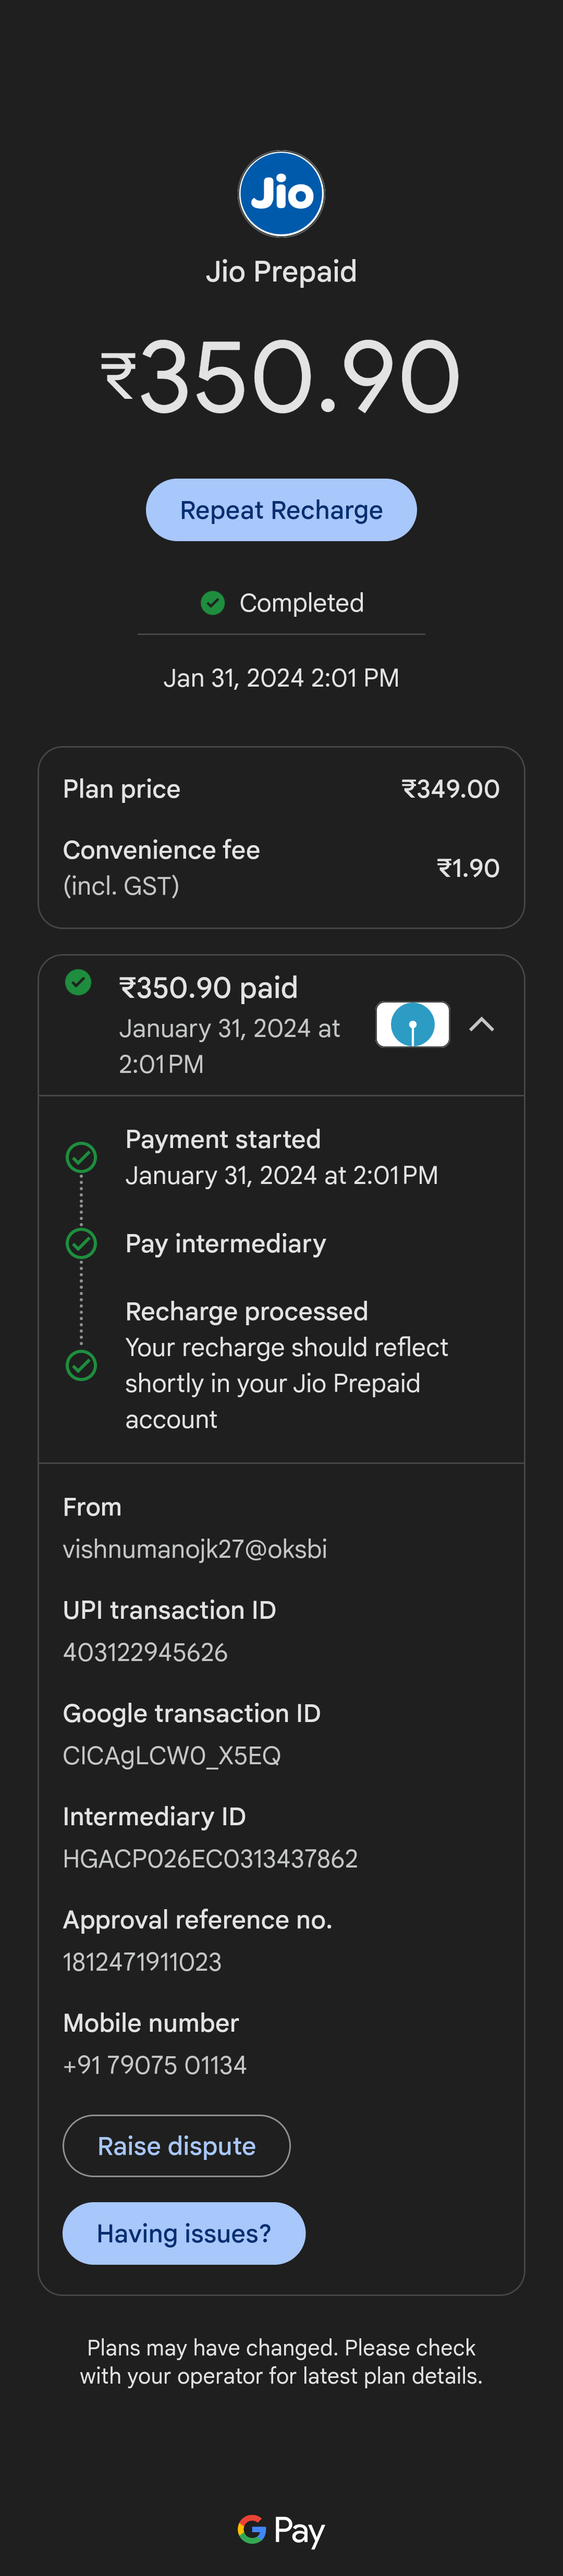 Jio
Jio Prepaid
₹350.90
Repeat Recharge
Completed
Jan 31, 2024 2:01 PM
Plan price ₹349.00
Convenience fee
(incl. GST) ₹1.90
₹350.90 paid
January 31, 2024 at
2:01 PM
Payment started
January 31, 2024 at 2:01 PM
Pay intermediary
Recharge processed
Your recharge should reflect
shortly in your Jio Prepaid
account
From
vishnumanojk27@oksbi
UPI transaction ID
403122945626
Google transaction ID
CICAgLCW0_X5EQ
Intermediary ID
HGACP026EC0313437862
Approval reference no.
1812471911023
Mobile number
+91 79075 01134
Raise dispute
Having issues?
Plans may have changed. Please check
with your operator for latest plan details.
G Pay